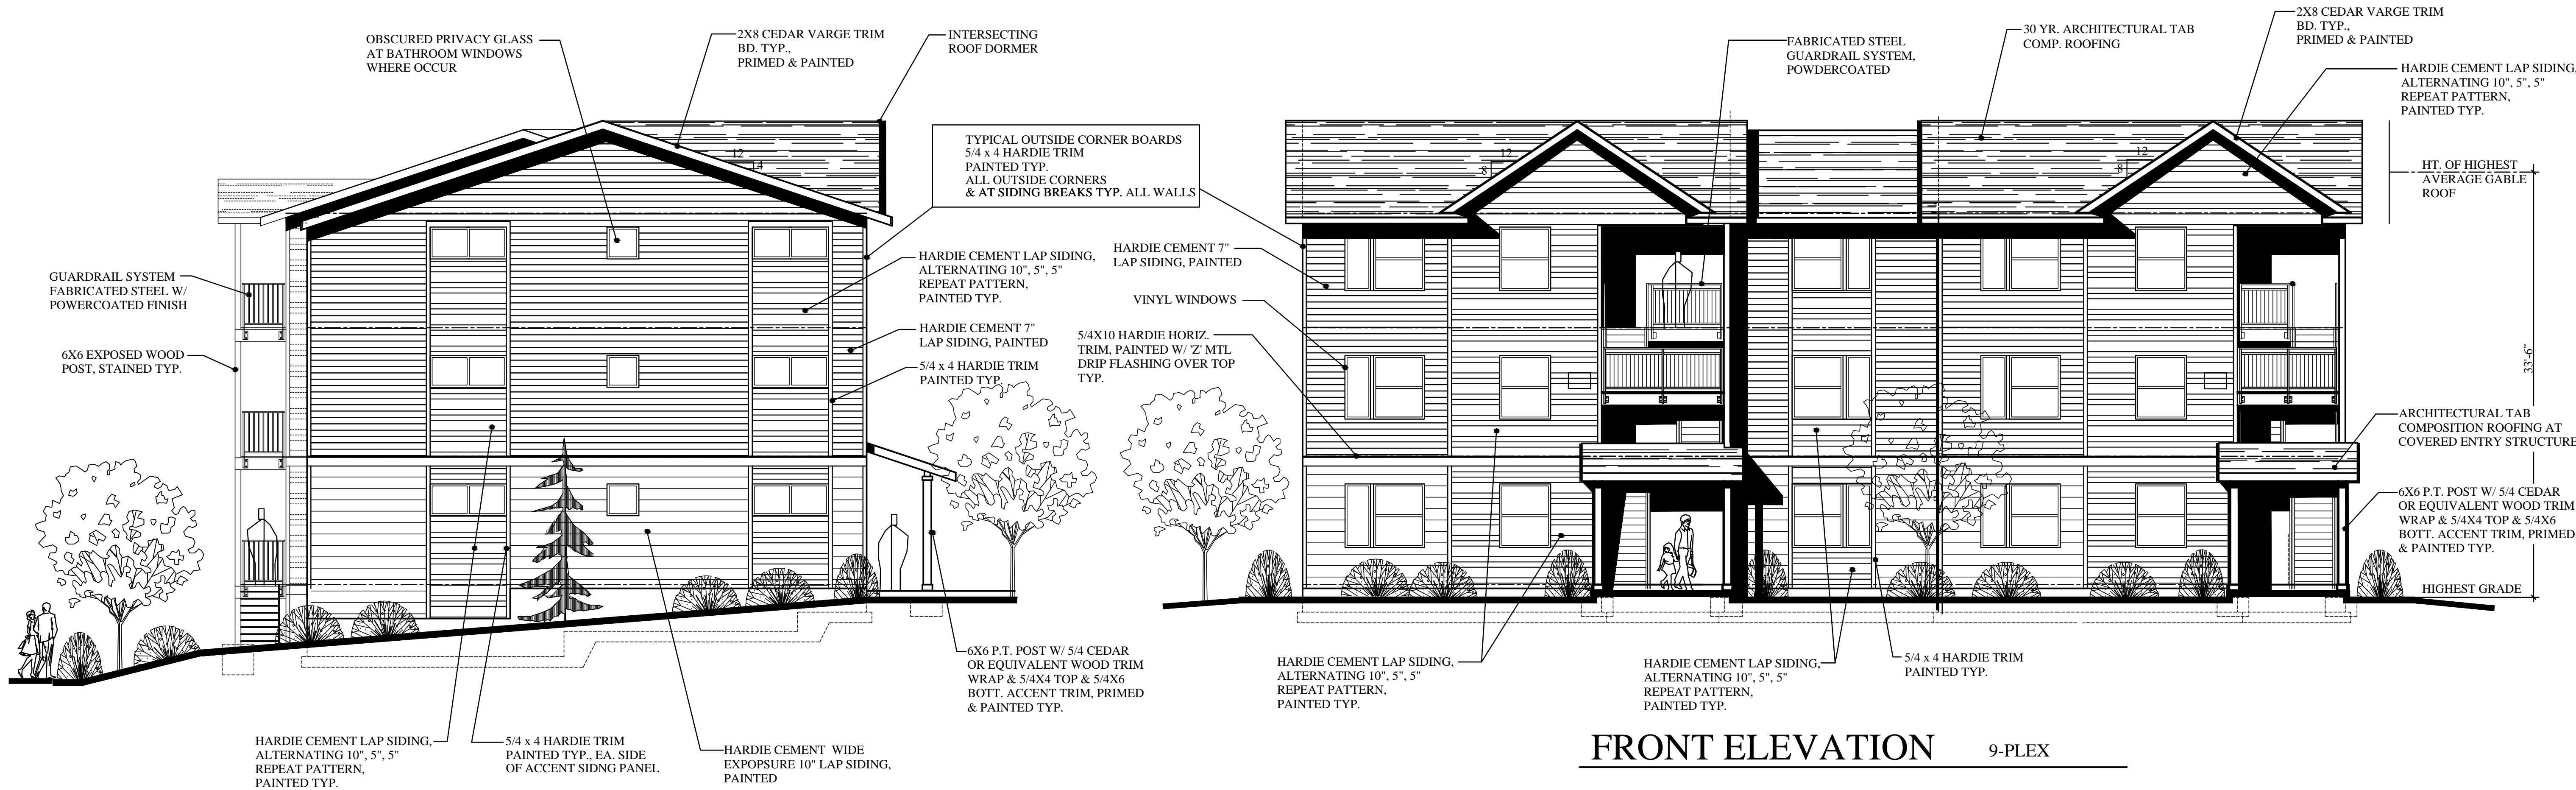 OBSCURED PRIVACY GLASS
AT BATHROOM WINDOWS
WHERE OCCUR
2X8 CEDAR VARGE TRIM
BD. TYP.,
PRIMED & PAINTED
INTERSECTING
ROOF DORMER
12
4
TYPICAL OUTSIDE CORNER BOARDS
5/4 x 4 HARDIE TRIM
PAINTED TYP.
ALL OUTSIDE CORNERS
& AT SIDING BREAKS TYP. ALL WALLS
GUARDRAIL SYSTEM
FABRICATED STEEL W/
POWERCOATED FINISH
6X6 EXPOSED WOOD
POST, STAINED TYP.
HARDIE CEMENT LAP SIDING,
ALTERNATING 10", 5", 5"
REPEAT PATTERN,
PAINTED TYP.
HARDIE CEMENT 7"
LAP SIDING, PAINTED
5/4 x 4 HARDIE TRIM
PAINTED TYP.
6X6 P.T. POST W/ 5/4 CEDAR
OR EQUIVALENT WOOD TRIM
WRAP & 5/4X4 TOP & 5/4X6
BOTT. ACCENT TRIM, PRIMED
& PAINTED TYP.
HARDIE CEMENT LAP SIDING,
ALTERNATING 10", 5", 5"
REPEAT PATTERN,
PAINTED TYP.
5/4 x 4 HARDIE TRIM
PAINTED TYP., EA. SIDE
OF ACCENT SIDNG PANEL
HARDIE CEMENT WIDE
EXPOPSURE 10" LAP SIDING,
PAINTED
FABRICATED STEEL
GUARDRAIL SYSTEM,
POWDERCOATED
30 YR. ARCHITECTURAL TAB
COMP. ROOFING
2X8 CEDAR VARGE TRIM
BD. TYP.,
PRIMED & PAINTED
HARDIE CEMENT LAP SIDING,
ALTERNATING 10", 5", 5"
REPEAT PATTERN,
PAINTED TYP.
12
8
12
8
HT. OF HIGHEST
AVERAGE GABLE
ROOF
HARDIE CEMENT 7"
LAP SIDING, PAINTED
VINYL WINDOWS
5/4X10 HARDIE HORIZ.
TRIM, PAINTED W/ 'Z' MTL
DRIP FLASHING OVER TOP
TYP.
33'-6"
ARCHITECTURAL TAB
COMPOSITION ROOFING AT
COVERED ENTRY STRUCTURE
6X6 P.T. POST W/ 5/4 CEDAR
OR EQUIVALENT WOOD TRIM
WRAP & 5/4X4 TOP & 5/4X6
BOTT. ACCENT TRIM, PRIMED
& PAINTED TYP.
HIGHEST GRADE
HARDIE CEMENT LAP SIDING,
ALTERNATING 10", 5", 5"
REPEAT PATTERN,
PAINTED TYP.
HARDIE CEMENT LAP SIDING,
ALTERNATING 10", 5", 5"
REPEAT PATTERN,
PAINTED TYP.
5/4 x 4 HARDIE TRIM
PAINTED TYP.
FRONT ELEVATION 9-PLEX